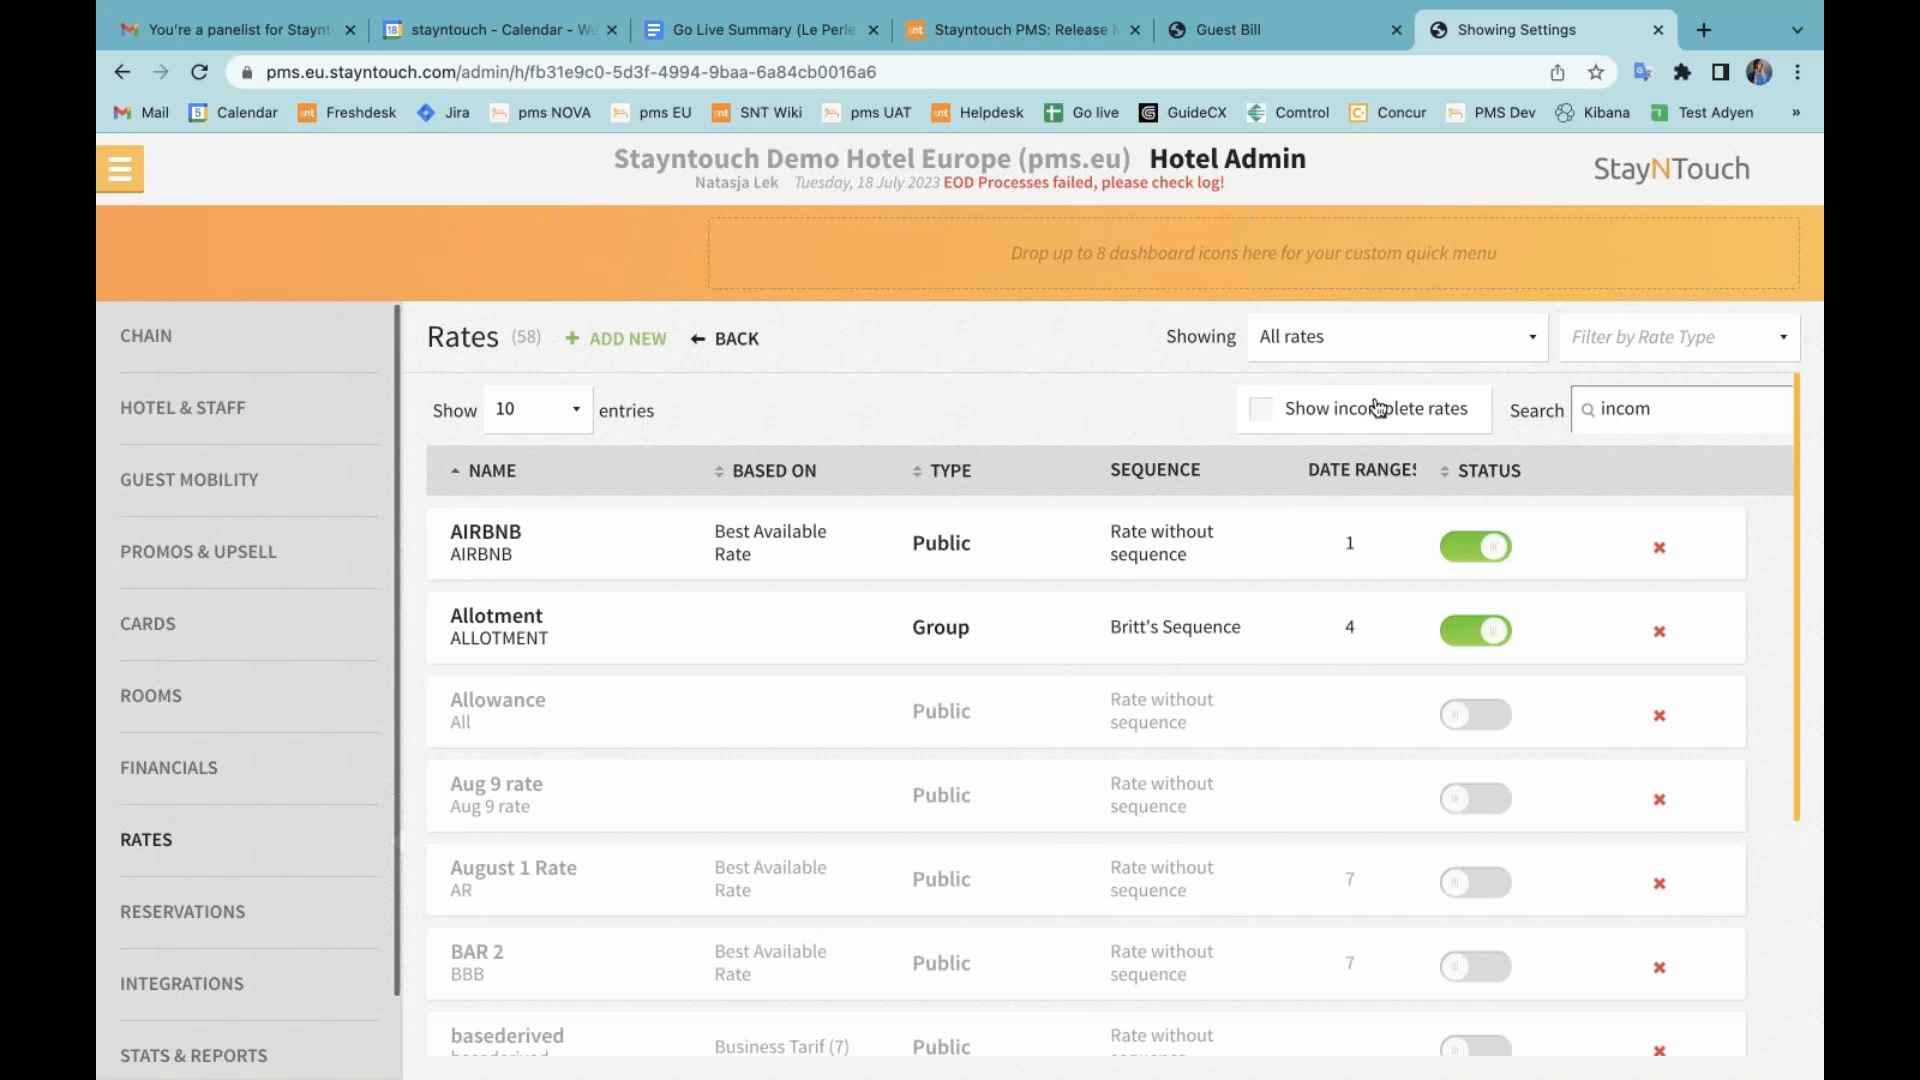 You're a panelist for Staynt
stayntouch - Calendar - W
Go Live Summary (Le Perle
Stayntouch PMS: Release
Guest Bill
Showing Settings
pms.eu.stayntouch.com/admin/h/fb31e9c0-5d3f-4994-9baa-6a84cb0016a6
Mail
Calendar
Freshdesk
Jira
pms NOVA
pms EU
SNT Wiki
pms UAT
Helpdesk
Go live
GuideCX
Comtrol
Concur
PMS Dev
Kibana
Test Adyen
»
Stayntouch Demo Hotel Europe (pms.eu) Hotel Admin
Natasja Lek Tuesday, 18 July 2023 EOD Processes failed, please check log!
StayNTouch
Drop up to 8 dashboard icons here for your custom quick menu
CHAIN
HOTEL & STAFF
GUEST MOBILITY
PROMOS & UPSELL
CARDS
ROOMS
FINANCIALS
RATES
RESERVATIONS
INTEGRATIONS
STATS & REPORTS
Rates (58) + ADD NEW BACK
Showing All rates Filter by Rate Type
Show 10 entries
Show incomplete rates Search incom
NAME BASED ON TYPE SEQUENCE DATE RANGES STATUS
AIRBNB
AIRBNB
Best Available
Rate
Public
Rate without
sequence
1
Allotment
ALLOTMENT
Group
Britt's Sequence
4
Allowance
All
Public
Rate without
sequence
Aug 9 rate
Aug 9 rate
Public
Rate without
sequence
August 1 Rate
AR
Best Available
Rate
Public
Rate without
sequence
7
BAR 2
BBB
Best Available
Rate
Public
Rate without
sequence
7
basederived
Business Tarif (7)
Public
Rate without